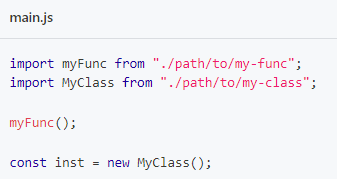 main.js
import myFunc from "./path/to/my-func";
import MyClass from "./path/to/my-class";
myFunc();
const inst = new MyClass();